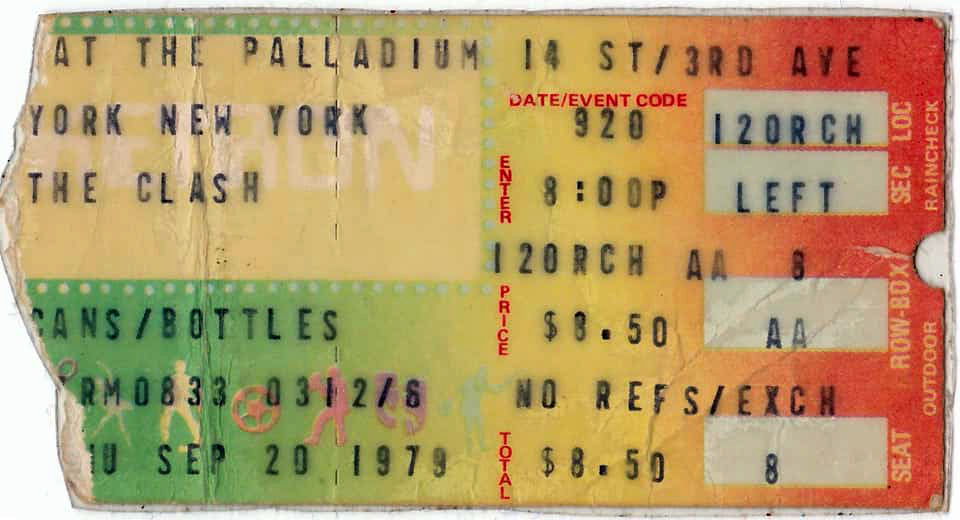 AT THE PALLADIUM 14 ST/3RD AVE
DATE/EVENT CODE
YORK NEW YORK 920 120RCH
THE CLASH 8:00P LEFT
ENTER
120RCH AA 8
PRICE
CANS/BOTTLES $8.50 AA
RM0833 0312/6 NO REFS/EXCH
U SEP 20 1979 $8.50 8
TOTAL
LOC
SEC
ROW-BOX/
SEAT
RAINCHECK
OUTDOOR